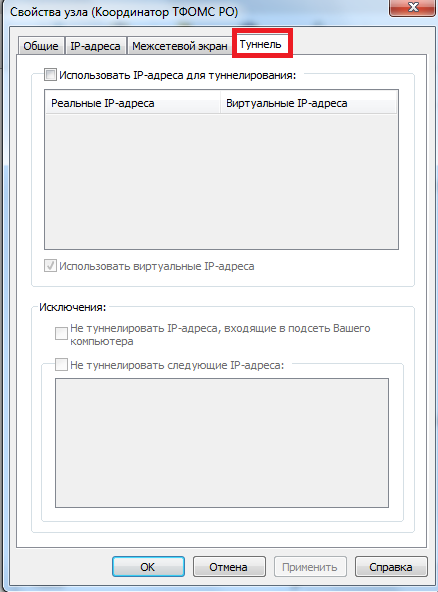 Свойства узла (Координатор ТФОМС РО)
Общие IP-адреса Межсетевой экран Туннель
Использовать IP-адреса для туннелирования:
Реальные IP-адреса Виртуальные IP-адреса
Использовать виртуальные IP-адреса
Исключения:
Не туннелировать IP-адреса, входящие в подсеть Вашего
компьютера
Не туннелировать следующие IP-адреса:
OK Отмена Применить Справка